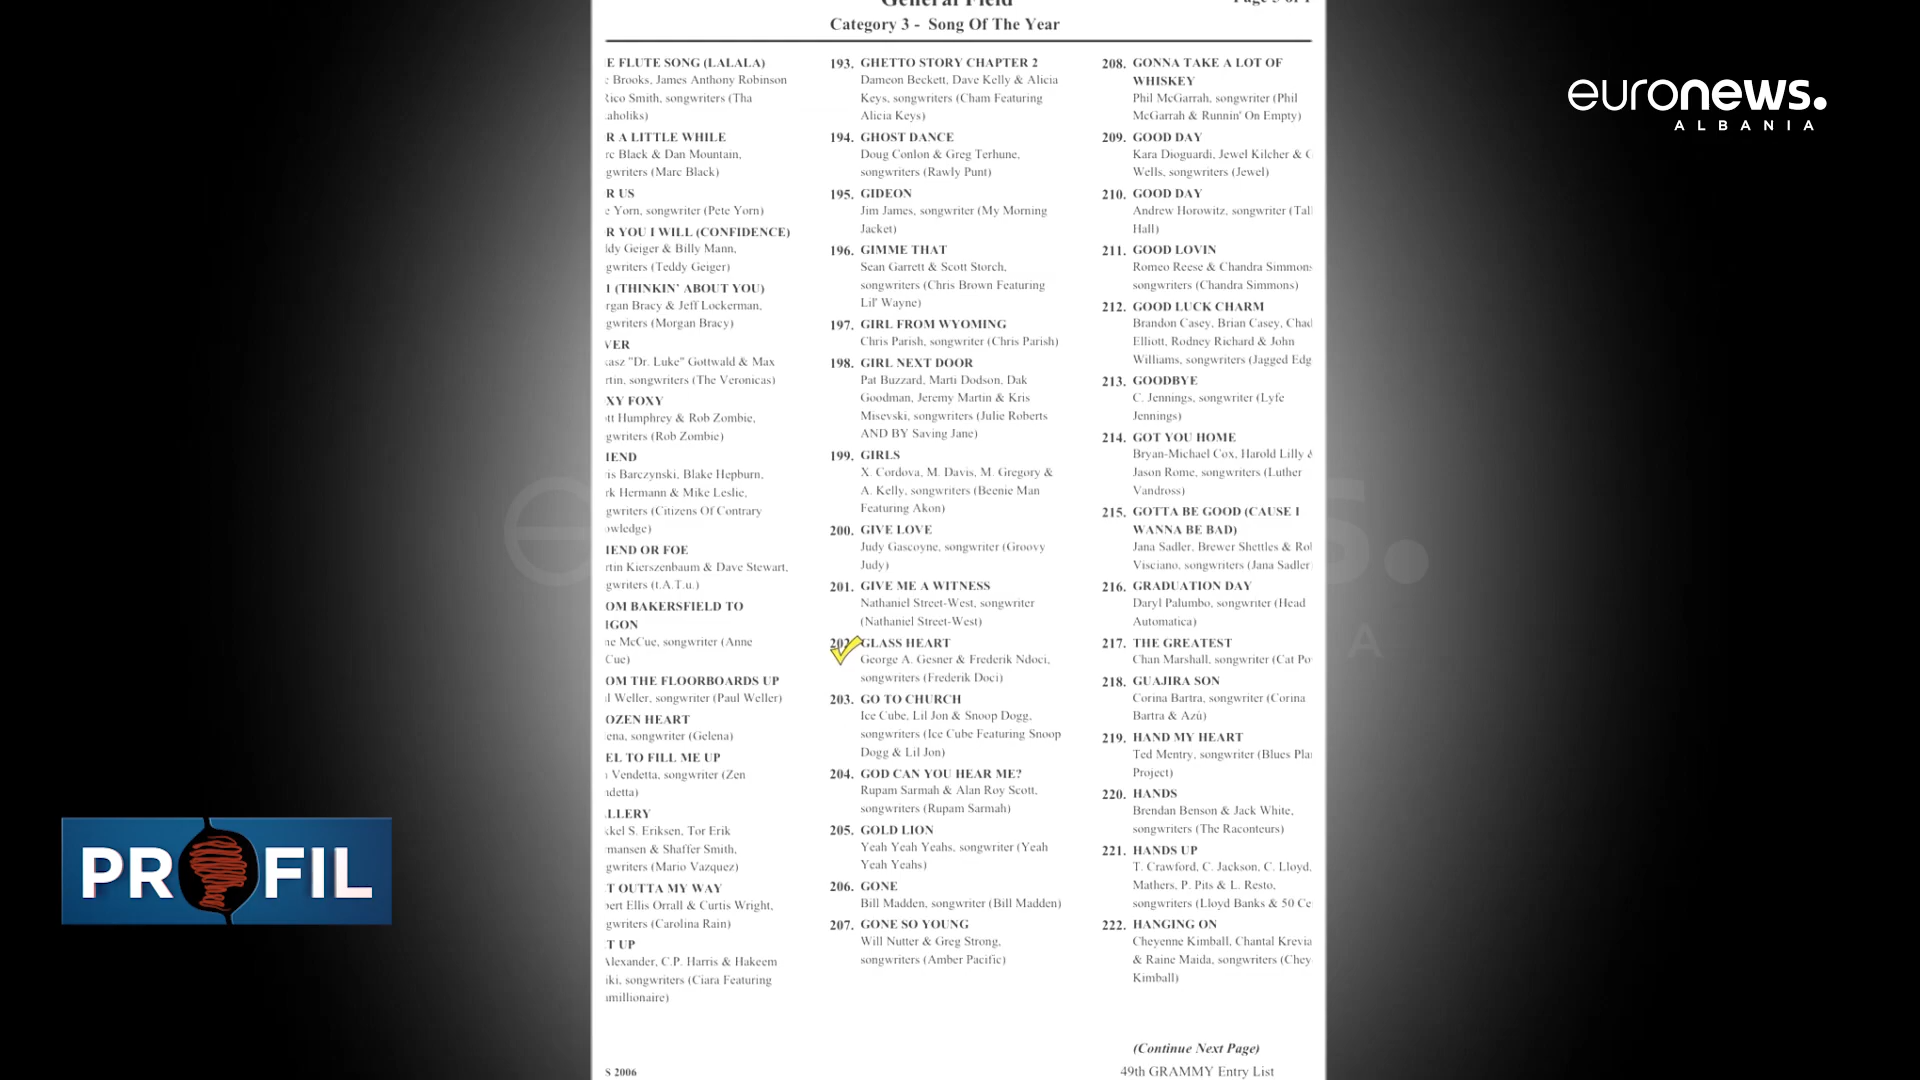 General Field
Category 3 - Song Of The Year
E FLUTE SONG (LALALA)
Brooks, James Anthony Robinson
Rico Smith, songwriters (Tha
aholiks)
R A LITTLE WHILE
rc Black & Dan Mountain,
gwriters (Marc Black)
R US
e Yorn, songwriter (Pete Yorn)
R YOU I WILL (CONFIDENCE)
ldy Geiger & Billy Mann,
gwriters (Teddy Geiger)
I (THINKIN' ABOUT YOU)
rgan Bracy & Jeff Lockerman,
gwriters (Morgan Bracy)
VER
kasz "Dr. Luke" Gottwald & Max
rtin, songwriters (The Veronicas)
XY FOXY
tt Humphrey & Rob Zombie,
gwriters (Rob Zombie)
IEND
ris Barczynski, Blake Hepburn,
rk Hermann & Mike Leslie,
gwriters (Citizens Of Contrary
owledge)
IEND OR FOE
rtin Kierszenbaum & Dave Stewart,
gwriters (t.A.T.u.)
OM BAKERSFIELD TO
IGON
ne McCue, songwriter (Anne
Cue)
OM THE FLOORBOARDS UP
l Weller, songwriter (Paul Weller)
OZEN HEART
ena, songwriter (Gelena)
EL TO FILL ME UP
Vendetta, songwriter (Zen
ndetta)
LLERY
kkel S. Eriksen, Tor Erik
rmansen & Shaffer Smith,
gwriters (Mario Vazquez)
T OUTTA MY WAY
bert Ellis Orrall & Curtis Wright,
gwriters (Carolina Rain)
T UP
Alexander, C.P. Harris & Hakeem
iki, songwriters (Ciara Featuring
amillionaire)
193. GHETTO STORY CHAPTER 2
Dameon Beckett, Dave Kelly & Alicia
Keys, songwriters (Cham Featuring
Alicia Keys)
194. GHOST DANCE
Doug Conlon & Greg Terhune,
songwriters (Rawly Punt)
195. GIDEON
Jim James, songwriter (My Morning
Jacket)
196. GIMME THAT
Sean Garrett & Scott Storch,
songwriters (Chris Brown Featuring
Lil' Wayne)
197. GIRL FROM WYOMING
Chris Parish, songwriter (Chris Parish)
198. GIRL NEXT DOOR
Pat Buzzard, Marti Dodson, Dak
Goodman, Jeremy Martin & Kris
Misevski, songwriters (Julie Roberts
AND BY Saving Jane)
199. GIRLS
X. Cordova, M. Davis, M. Gregory &
A. Kelly, songwriters (Beenie Man
Featuring Akon)
200. GIVE LOVE
Judy Gascoyne, songwriter (Groovy
Judy)
201. GIVE ME A WITNESS
Nathaniel Street-West, songwriter
(Nathaniel Street-West)
202. GLASS HEART
George A. Gesner & Frederik Ndoci,
songwriters (Frederik Doci)
203. GO TO CHURCH
Ice Cube, Lil Jon & Snoop Dogg,
songwriters (Ice Cube Featuring Snoop
Dogg & Lil Jon)
204. GOD CAN YOU HEAR ME?
Rupam Sarmah & Alan Roy Scott,
songwriters (Rupam Sarmah)
205. GOLD LION
Yeah Yeah Yeahs, songwriter (Yeah
Yeah Yeahs)
206. GONE
Bill Madden, songwriter (Bill Madden)
207. GONE SO YOUNG
Will Nutter & Greg Strong,
songwriters (Amber Pacific)
208. GONNA TAKE A LOT OF
WHISKEY
Phil McGarrah, songwriter (Phil
McGarrah & Runnin' On Empty)
209. GOOD DAY
Kara Dioguardi, Jewel Kilcher & G
Wells, songwriters (Jewel)
210. GOOD DAY
Andrew Horowitz, songwriter (Tall
Hall)
211. GOOD LOVIN
Romeo Reese & Chandra Simmons
songwriters (Chandra Simmons)
212. GOOD LUCK CHARM
Brandon Casey, Brian Casey, Chad
Elliott, Rodney Richard & John
Williams, songwriters (Jagged Edg
213. GOODBYE
C. Jennings, songwriter (Lyfe
Jennings)
214. GOT YOU HOME
Bryan-Michael Cox, Harold Lilly &
Jason Rome, songwriters (Luther
Vandross)
215. GOTTA BE GOOD (CAUSE I
WANNA BE BAD)
Jana Sadler, Brewer Shettles & Rol
Visciano, songwriters (Jana Sadler
216. GRADUATION DAY
Daryl Palumbo, songwriter (Head
Automatica)
217. THE GREATEST
Chan Marshall, songwriter (Cat Po
218. GUAJIRA SON
Corina Bartra, songwriter (Corina
Bartra & Azú)
219. HAND MY HEART
Ted Mentry, songwriter (Blues Pla
Project)
220. HANDS
Brendan Benson & Jack White,
songwriters (The Raconteurs)
221. HANDS UP
T. Crawford, C. Jackson, C. Lloyd,
Mathers, P. Pits & L. Resto,
songwriters (Lloyd Banks & 50 Ce
222. HANGING ON
Cheyenne Kimball, Chantal Krevia
& Raine Maida, songwriters (Chey
Kimball)
(Continue Next Page)
S 2006
49th GRAMMY Entry List
euronews.
ALBANIA
PROFIL